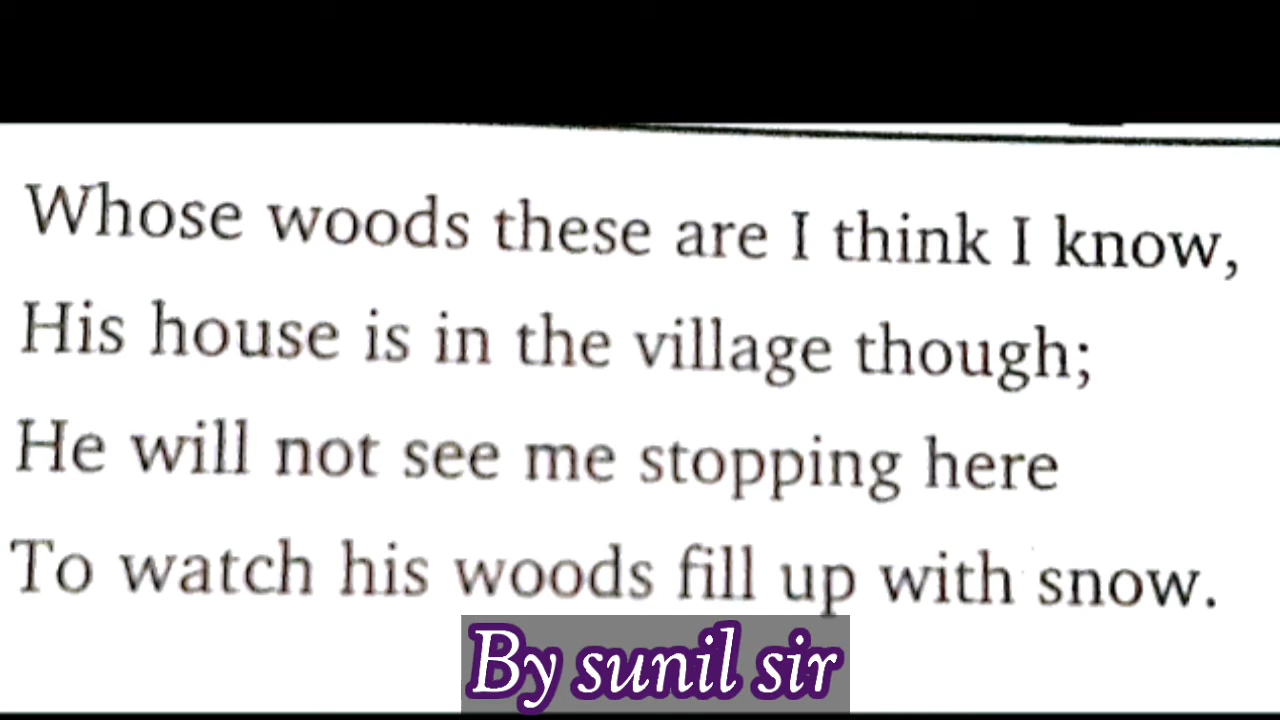 Whose woods these are I think I know,
His house is in the village though;
He will not see me stopping here
To watch his woods fill up with snow.
By sunil sir